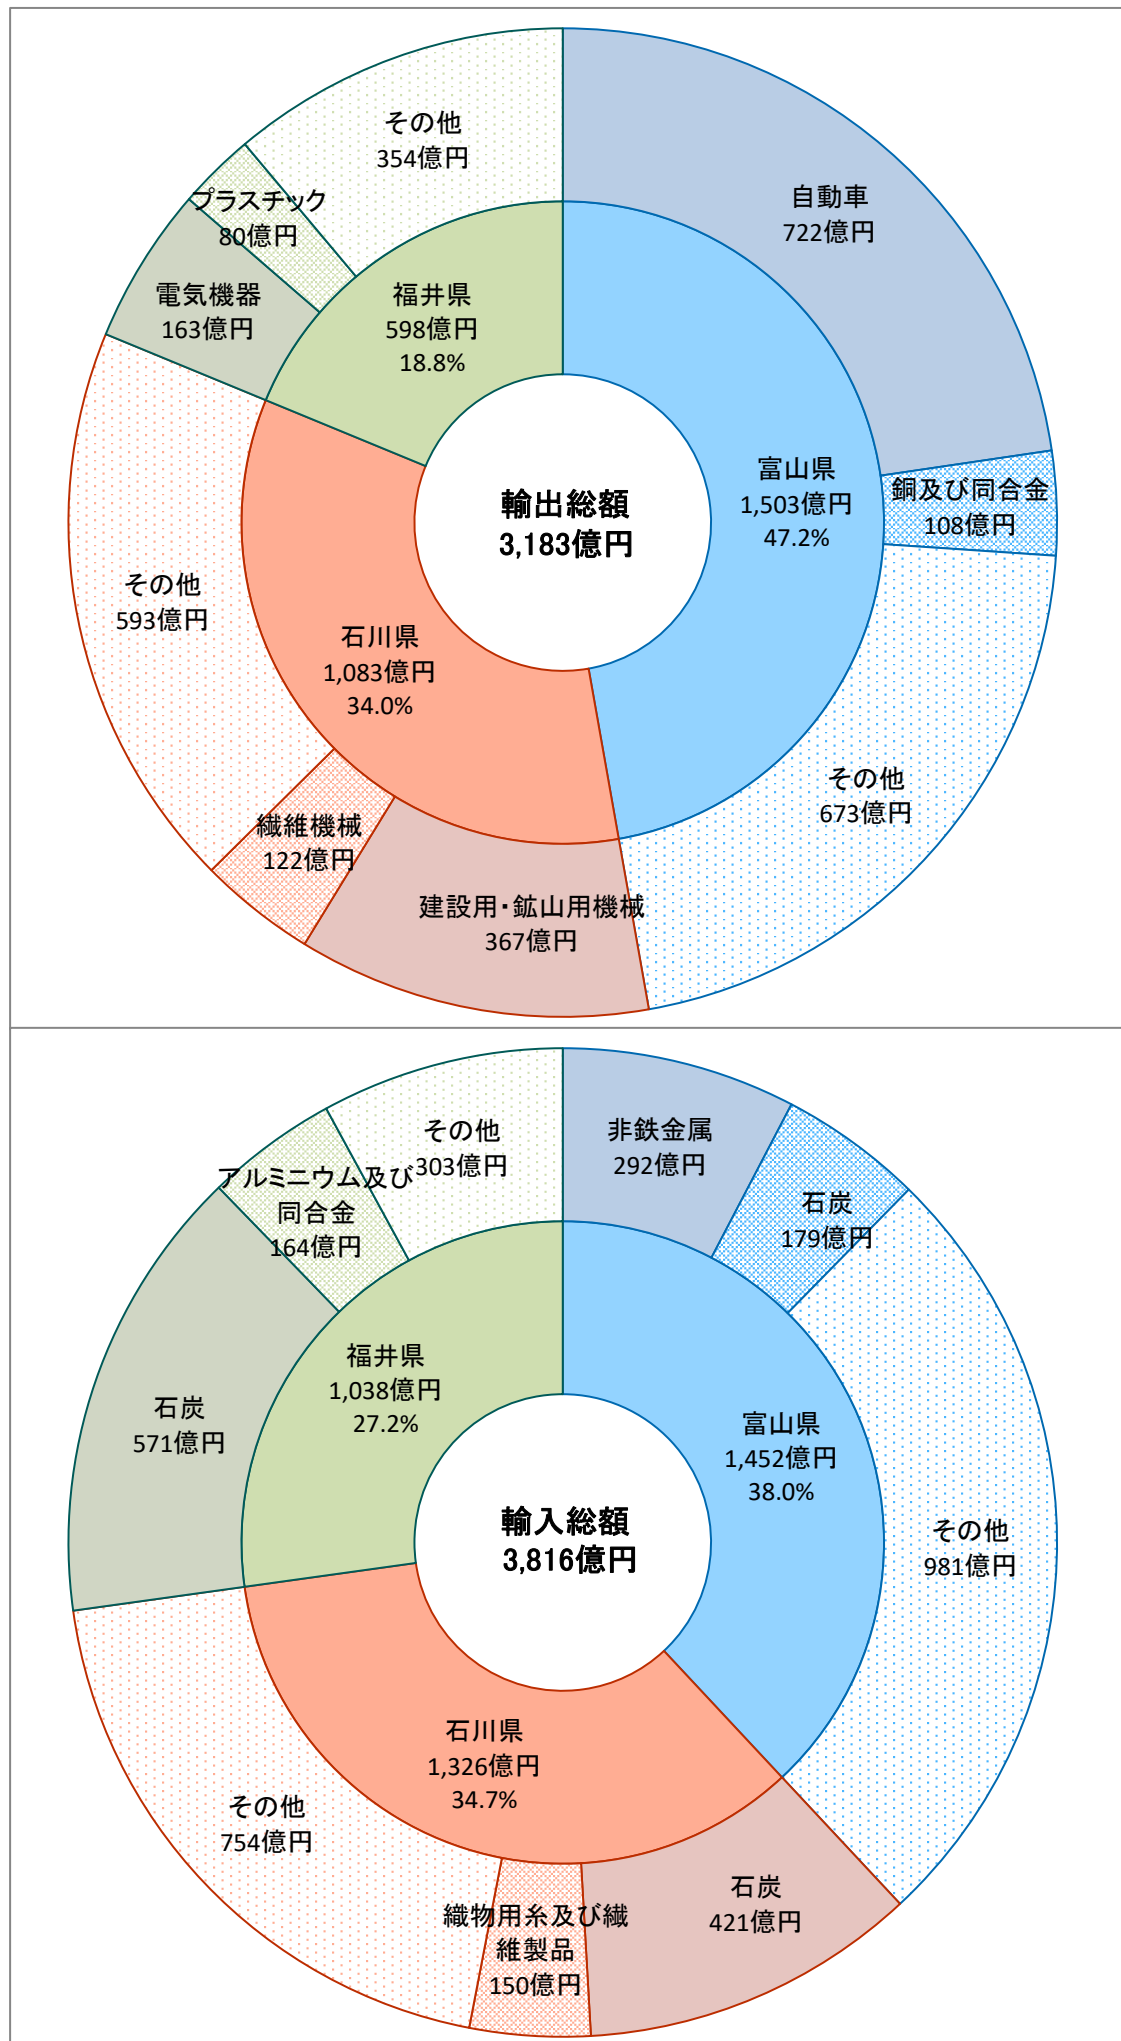 その他
354億円
プラスチック
80億円
電気機器
163億円
福井県
598億円
18.8%
自動車
722億円
富山県
1,503億円
47.2%
銅及び同合金
108億円
輸出総額
3,183億円
その他
593億円
石川県
1,083億円
34.0%
その他
673億円
繊維機械
122億円
建設用・鉱山用機械
367億円
その他
303億円
非鉄金属
292億円
アルミニウム及び
同合金
164億円
石炭
179億円
福井県
1,038億円
27.2%
石炭
571億円
富山県
1,452億円
38.0%
輸入総額
3,816億円
その他
981億円
石川県
1,326億円
34.7%
その他
754億円
石炭
421億円
織物用糸及び繊
維製品
150億円